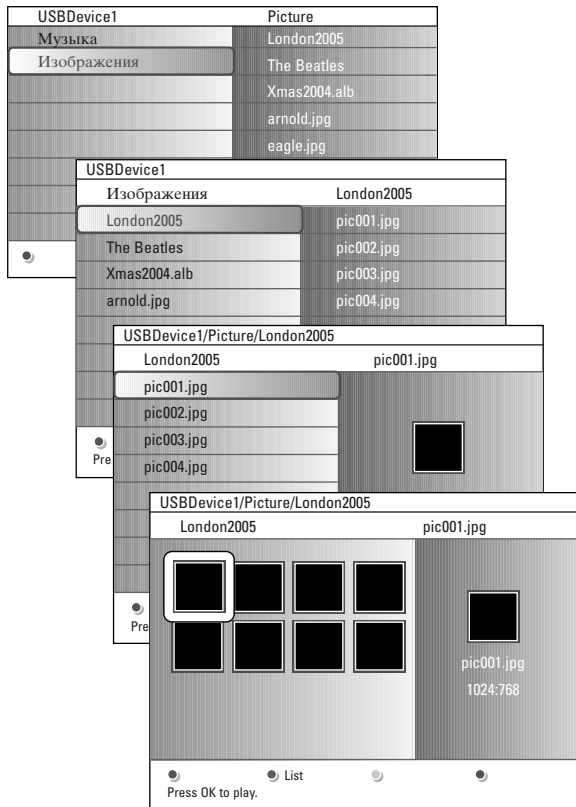 USBDevice1 Picture
Музыка London2005
Изображения The Beatles
Xmas2004.alb
arnold.jpg
eagle.jpg
USBDevice1
Изображения London2005
London2005 pic001.jpg
The Beatles pic002.jpg
Xmas2004.alb pic003.jpg
arnold.jpg pic004.jpg
Pre
USBDevice1/Picture/London2005
London2005 pic001.jpg
pic001.jpg
pic002.jpg
pic003.jpg
pic004.jpg
Pre
USBDevice1/Picture/London2005
London2005 pic001.jpg
pic001.jpg
1024:768
List
Press OK to play.